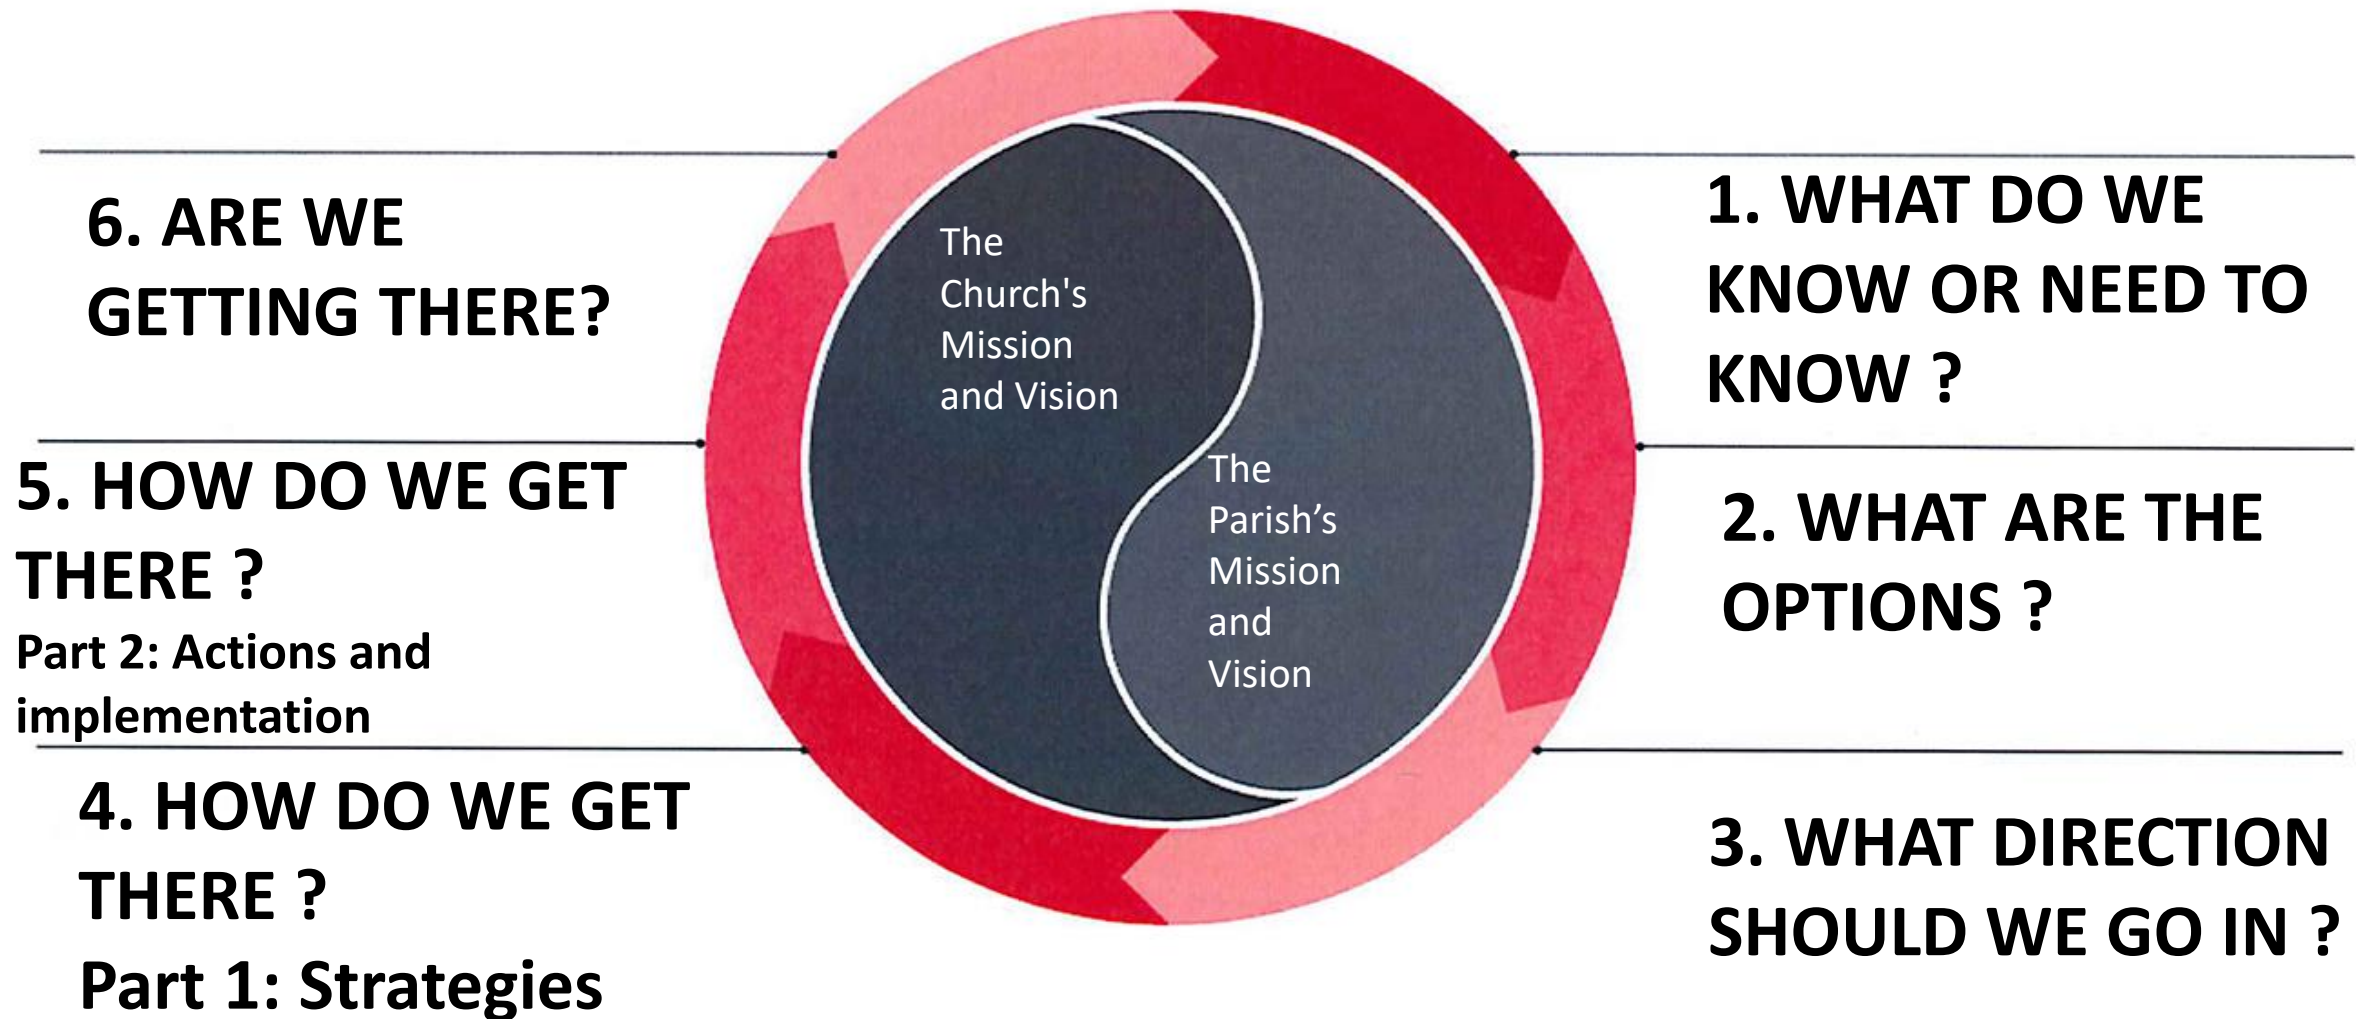 1. WHAT DO WE
KNOW OR NEED TO
KNOW ?
2. WHAT ARE THE
OPTIONS ?
3. WHAT DIRECTION
SHOULD WE GO IN ?
4. HOW DO WE GET
THERE ?
Part 1: Strategies
5. HOW DO WE GET
THERE ?
Part 2: Actions and
implementation
6. ARE WE
GETTING THERE?
The
Church's
Mission
and Vision
The
Parish’s
Mission
and
Vision